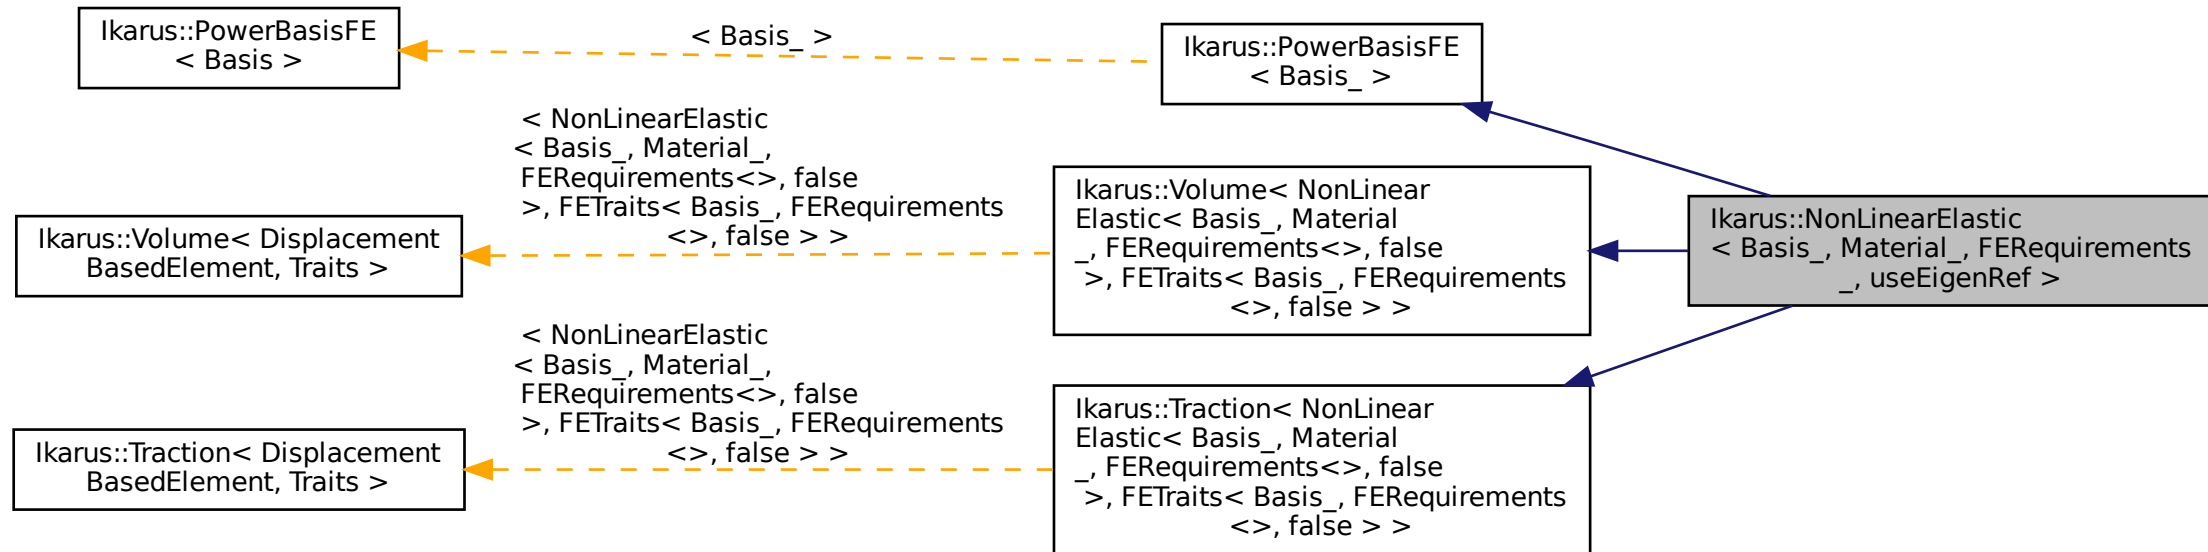 Ikarus::PowerBasisFE
< Basis >
< Basis_ >
Ikarus::PowerBasisFE
< Basis_ >
< NonLinearElastic
< Basis_, Material_,
FERequirements<>, false
>, FETraits< Basis_, FERequirements
<>, false > >
Ikarus::Volume< Displacement
BasedElement, Traits >
Ikarus::Volume< NonLinear
Elastic< Basis_, Material
_, FERequirements<>, false
>, FETraits< Basis_, FERequirements
<>, false > >
Ikarus::NonLinearElastic
< Basis_, Material_, FERequirements
_, useEigenRef >
< NonLinearElastic
< Basis_, Material_,
FERequirements<>, false
>, FETraits< Basis_, FERequirements
<>, false > >
Ikarus::Traction< Displacement
BasedElement, Traits >
Ikarus::Traction< NonLinear
Elastic< Basis_, Material
_, FERequirements<>, false
>, FETraits< Basis_, FERequirements
<>, false > >